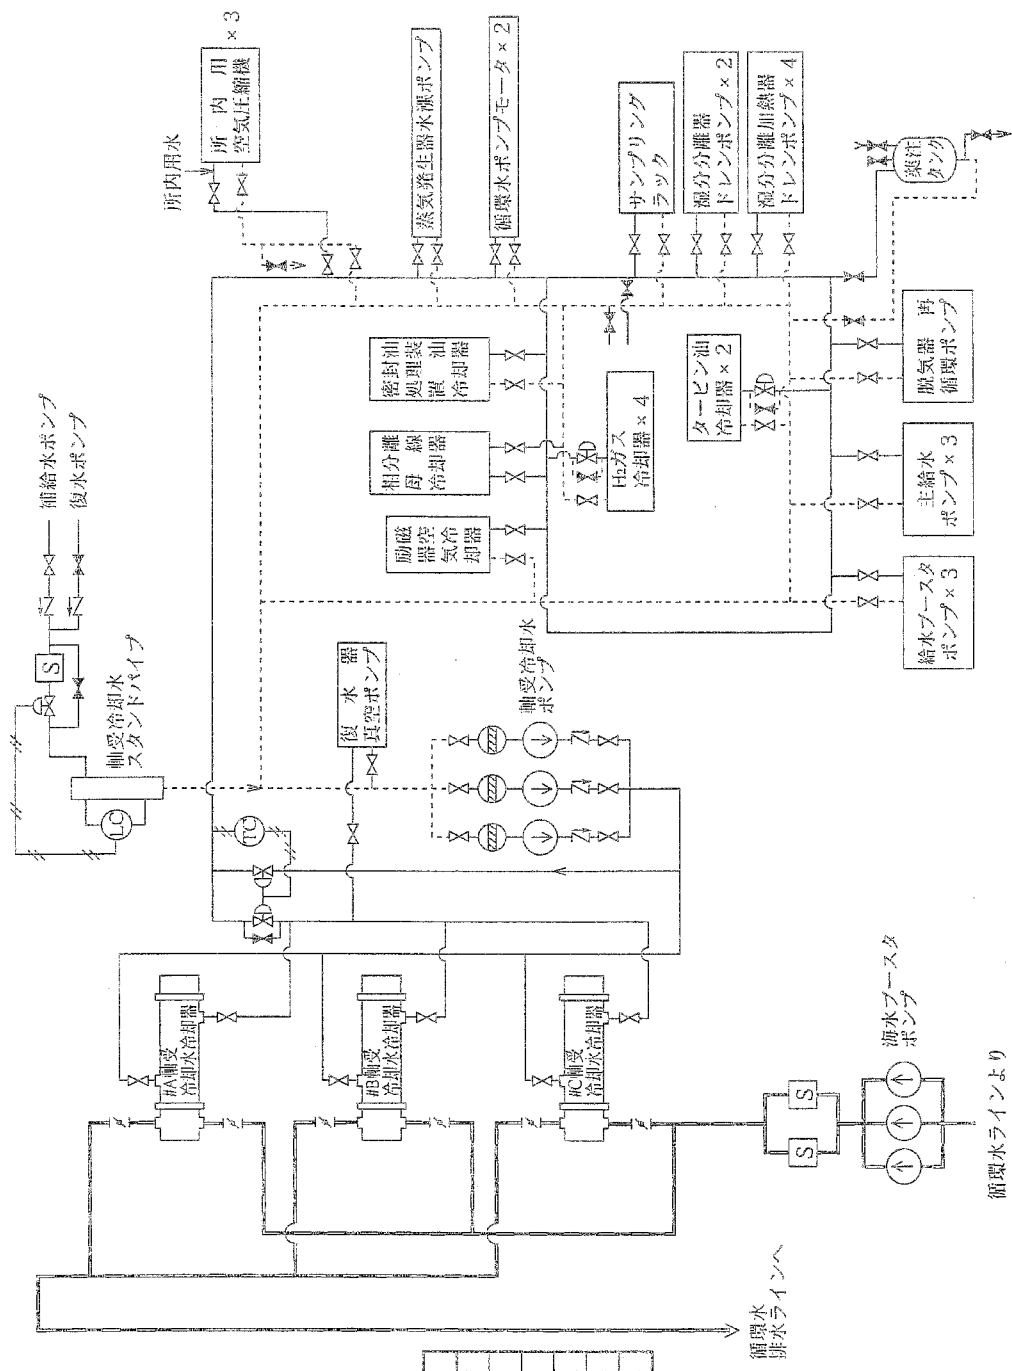 所内用
空気圧縮機
×3
所内用水
蒸気発生器水張ポンプ
循環水ポンプモータ×2
サンプリング
ラック
湿分分離器
ドレンポンプ×2
湿分分離加熱器
ドレンポンプ×4
薬注
タンク
密封油
処理装
置油
冷却器
相分離
母線
冷却器
励磁
器空
気冷
却器
H₂ガス
冷却器×4
タービン油
冷却器×2
脱気器再
循環ポンプ
主給水
ポンプ×3
給水ブースタ
ポンプ×3
補給水ポンプ
復水ポンプ
S
軸受冷却水
スタンドパイプ
LC
TC
復水器
真空ポンプ
軸受冷却水
ポンプ
#A軸受
冷却水冷却器
#B軸受
冷却水冷却器
#C軸受
冷却水冷却器
S
S
海水ブースタ
ポンプ
循環水ラインより
循環水
排水ラインへ